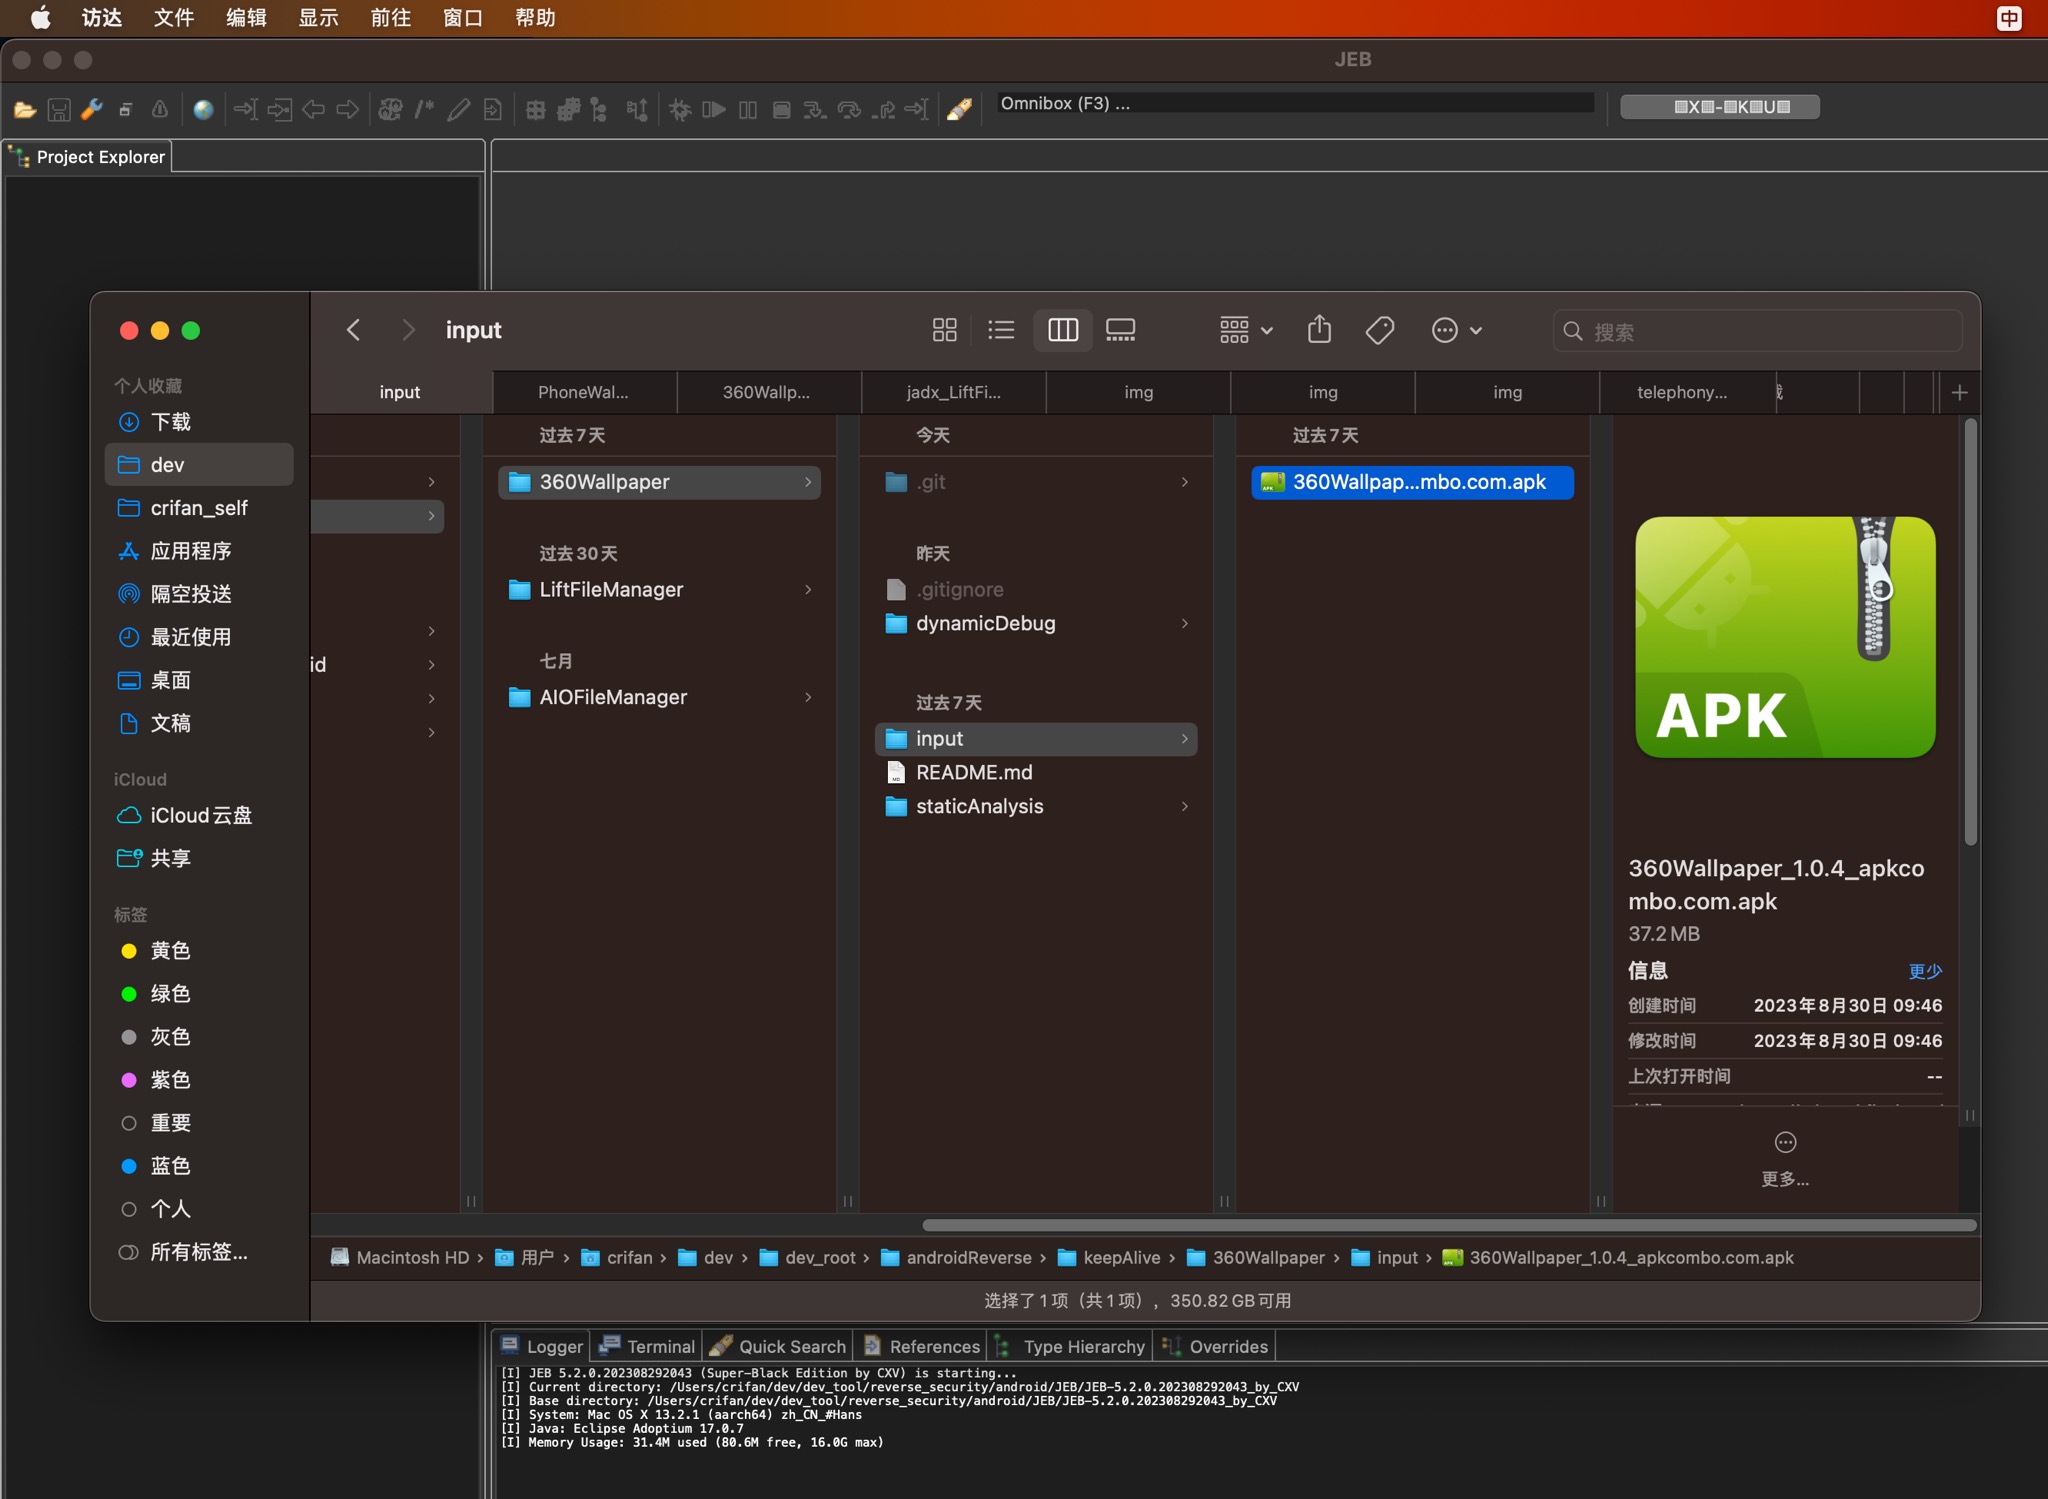 访达 文件 编辑 显示 前往 窗口 帮助 中
JEB
Omnibox (F3) ...
Project Explorer
input
搜索
input PhoneWal... 360Wallp... jadx_LiftFi... img img img telephony...
个人收藏
下载
dev
crifan_self
应用程序
隔空投送
最近使用
桌面
文稿
iCloud
iCloud云盘
共享
标签
黄色
绿色
灰色
紫色
重要
蓝色
个人
所有标签...
id
过去7天
360Wallpaper
过去30天
LiftFileManager
七月
AIOFileManager
今天
.git
昨天
.gitignore
dynamicDebug
过去7天
input
README.md
staticAnalysis
过去7天
360Wallpap...mbo.com.apk
APK
360Wallpaper_1.0.4_apkco
mbo.com.apk
37.2 MB
信息 更少
创建时间 2023年8月30日 09:46
修改时间 2023年8月30日 09:46
上次打开时间 --
更多...
Macintosh HD › 用户 › crifan › dev › dev_root › androidReverse › keepAlive › 360Wallpaper › input › 360Wallpaper_1.0.4_apkcombo.com.apk
选择了1项（共1项），350.82 GB可用
Logger Terminal Quick Search References Type Hierarchy Overrides
[I] JEB 5.2.0.202308292043 (Super-Black Edition by CXV) is starting...
[I] Current directory: /Users/crifan/dev/dev_tool/reverse_security/android/JEB/JEB-5.2.0.202308292043_by_CXV
[I] Base directory: /Users/crifan/dev/dev_tool/reverse_security/android/JEB/JEB-5.2.0.202308292043_by_CXV
[I] System: Mac OS X 13.2.1 (aarch64) zh_CN_#Hans
[I] Java: Eclipse Adoptium 17.0.7
[I] Memory Usage: 31.4M used (80.6M free, 16.0G max)